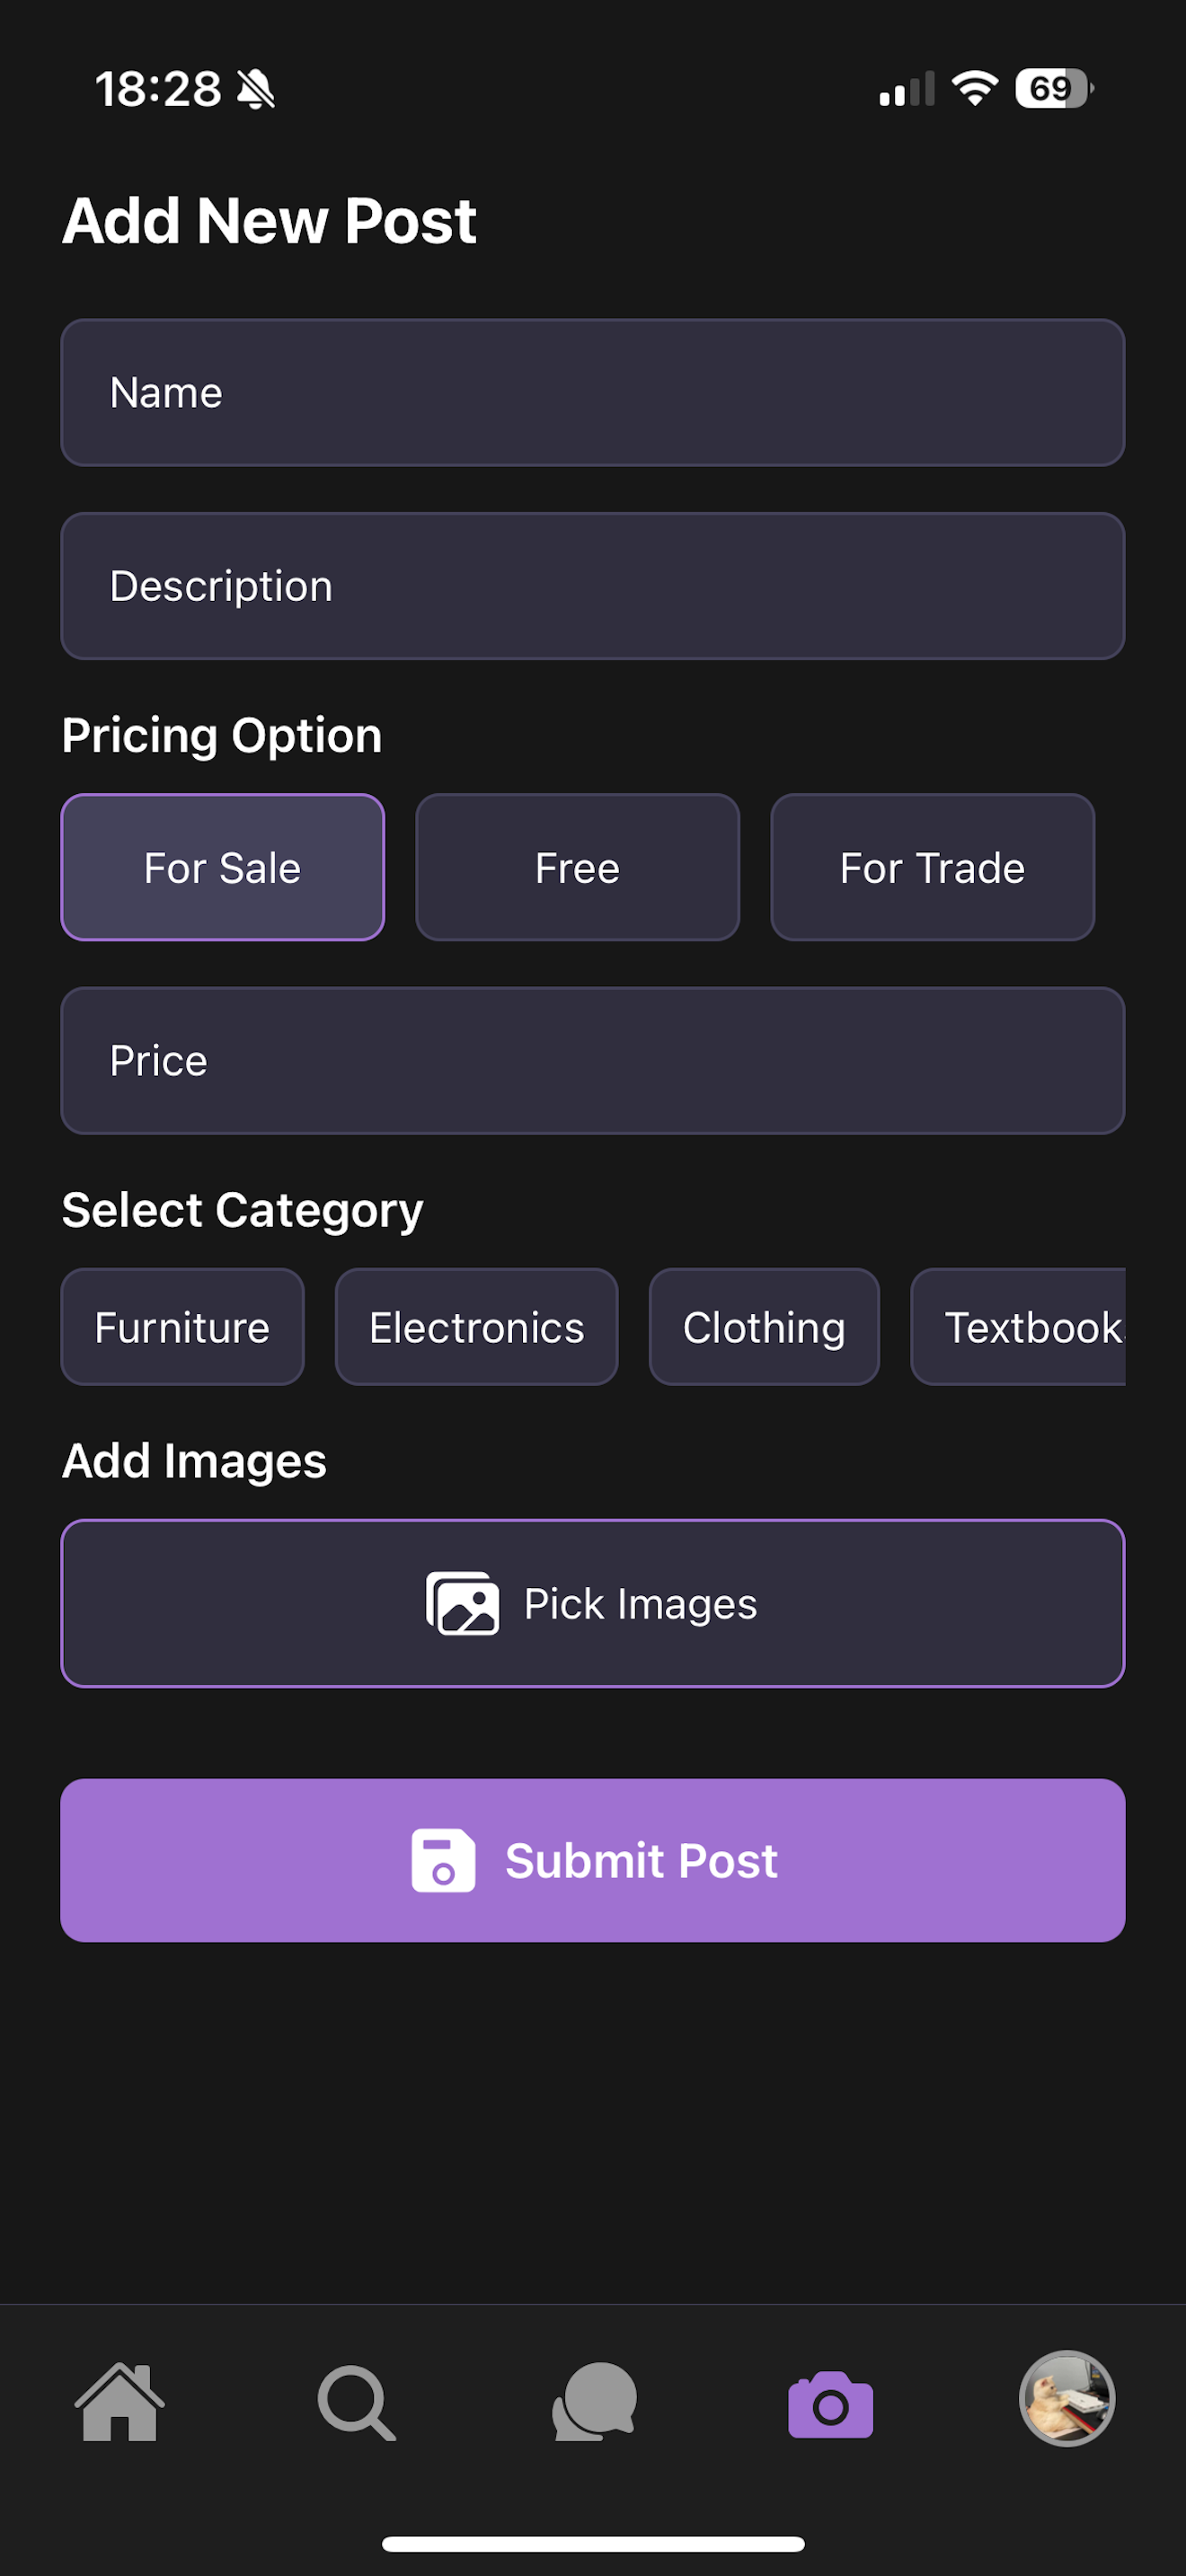 18:28
69
Add New Post
Name
Description
Pricing Option
For Sale Free For Trade
Price
Select Category
Furniture Electronics Clothing Textbook
Add Images
Pick Images
Submit Post